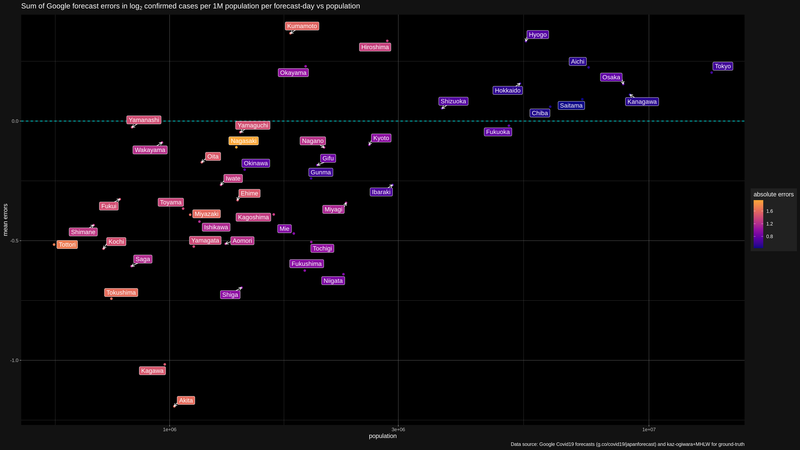 Sum of Google forecast errors in log₂ confirmed cases per 1M population per forecast-day vs population
Kumamoto
Hyogo
Hiroshima
Aichi
Tokyo
Okayama
Osaka
Hokkaido
Shizuoka
Kanagawa
Saitama
Chiba
0.0
Yamanashi
Yamaguchi
Fukuoka
Kyoto
Nagasaki
Nagano
Wakayama
Oita
Gifu
Okinawa
Gunma
Iwate
Ibaraki
Ehime
absolute errors
Toyama
Fukui
Miyagi
1.6
Miyazaki
Kagoshima
1.2
mean errors
Ishikawa
Mie
Shimane
0.8
Kochi
Yamagata
Aomori
-0.5
Tottori
Tochigi
Saga
Fukushima
Niigata
Tokushima
Shiga
-1.0
Kagawa
Akita
1e+06
3e+06
1e+07
population
Data source: Google Covid19 forecasts (g.co/covid19/japanforecast) and kaz-ogiwara+MHLW for ground-truth